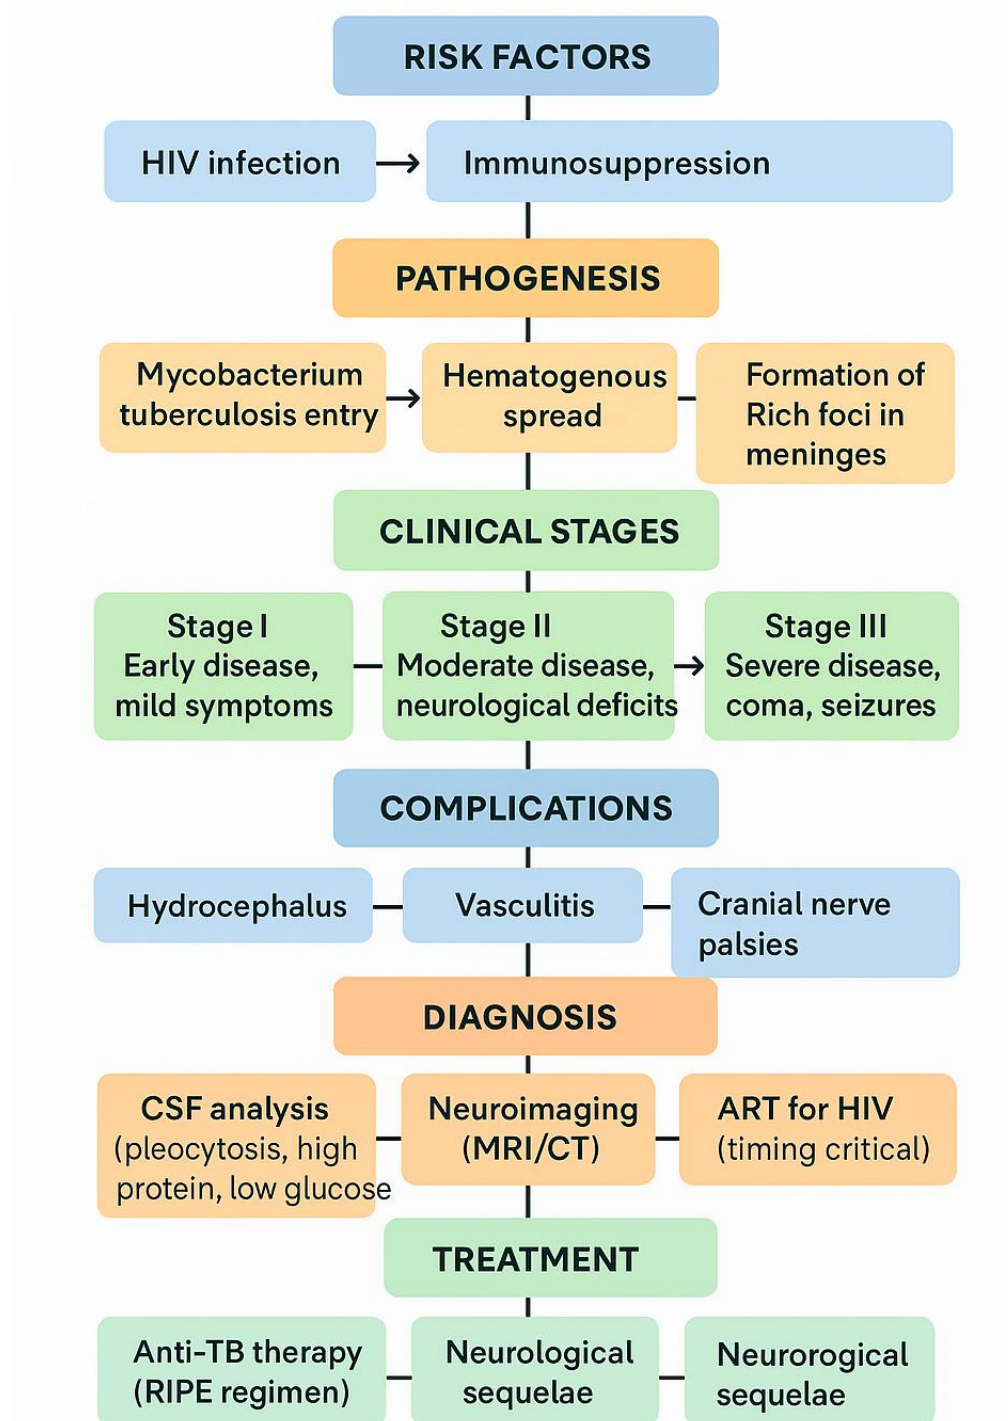 RISK FACTORS
HIV infection
Immunosuppression
PATHOGENESIS
Mycobacterium
tuberculosis entry
Hematogenous
spread
Formation of
Rich foci in
meninges
CLINICAL STAGES
Stage I
Early disease,
mild symptoms
Stage II
Moderate disease,
neurological deficits
Stage III
Severe disease,
coma, seizures
COMPLICATIONS
Hydrocephalus
Vasculitis
Cranial nerve
palsies
DIAGNOSIS
CSF analysis
(pleocytosis, high
protein, low glucose
Neuroimaging
(MRI/CT)
ART for HIV
(timing critical)
TREATMENT
Anti-TB therapy
(RIPE regimen)
Neurological
sequelae
Neurorogical
sequelae